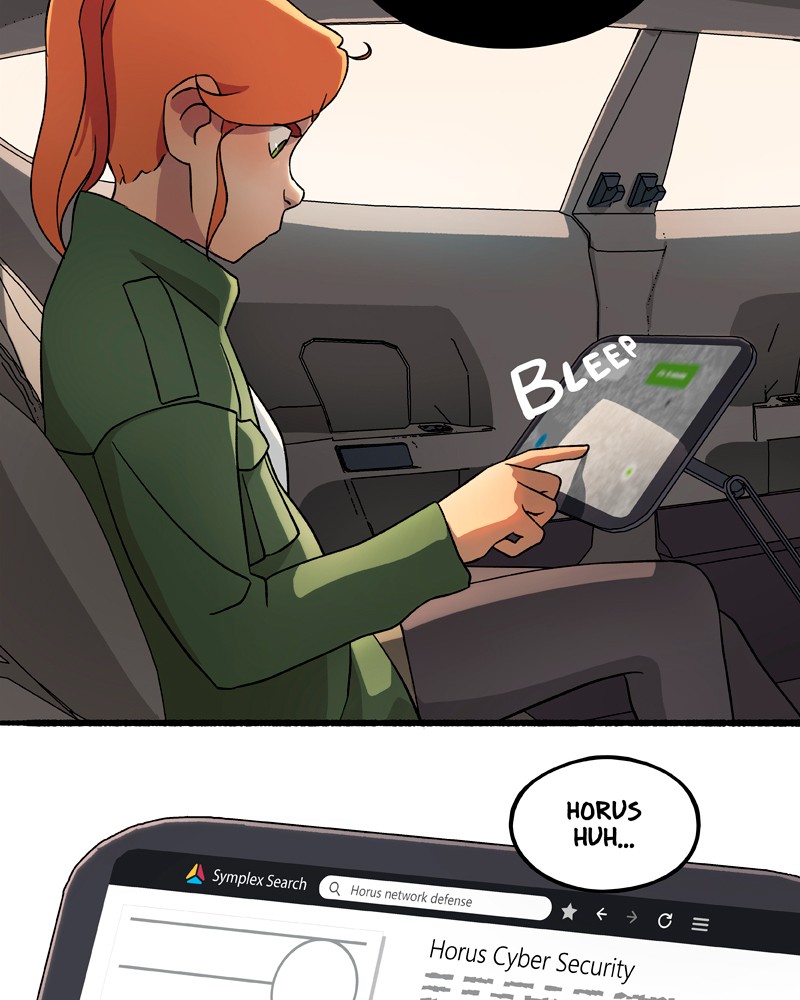 BLEEP
HORUS
HUH...
Symplex Search
Horus network defense
Horus Cyber Security